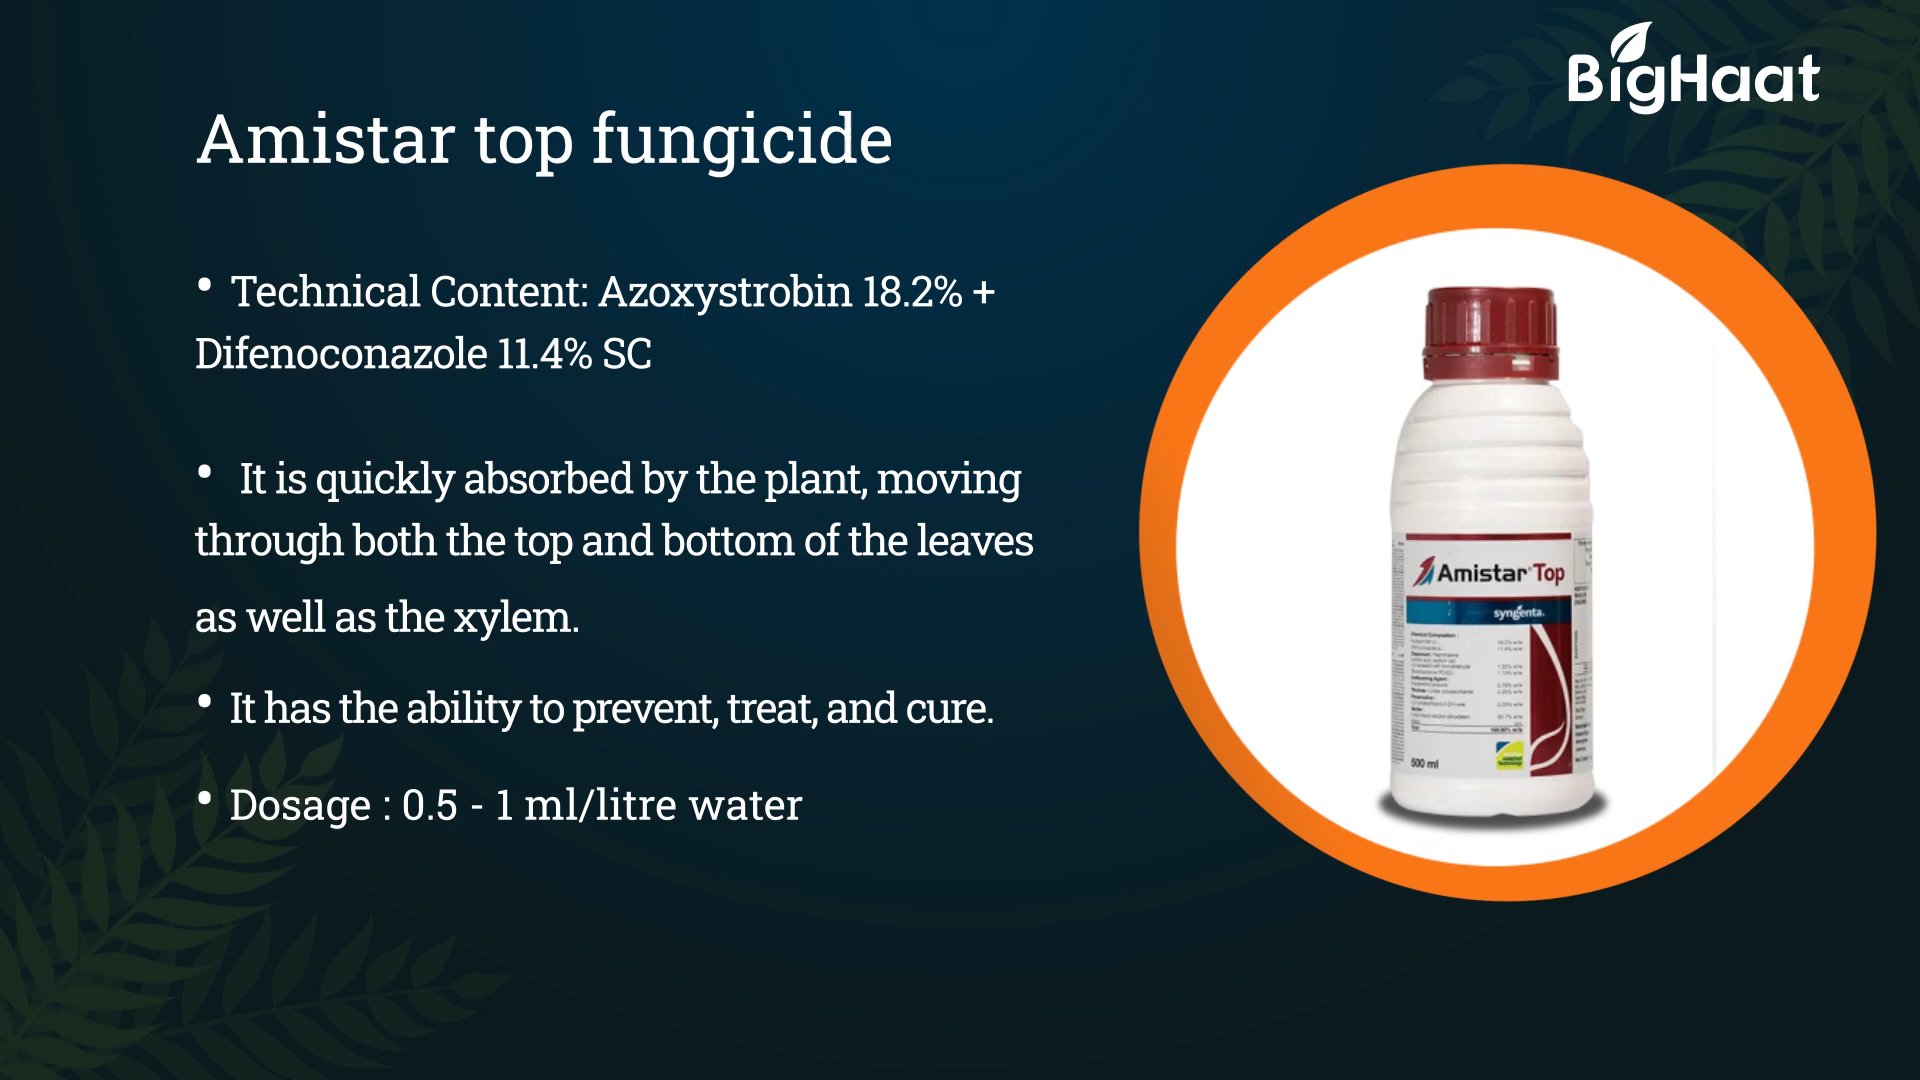 BigHaat
Amistar top fungicide
• Technical Content: Azoxystrobin 18.2% +
Difenoconazole 11.4% SC
• It is quickly absorbed by the plant, moving
through both the top and bottom of the leaves
as well as the xylem.
• It has the ability to prevent, treat, and cure.
• Dosage : 0.5 - 1 ml/litre water
Amistar® Top
syngenta.
Chemical Composition :
500 ml